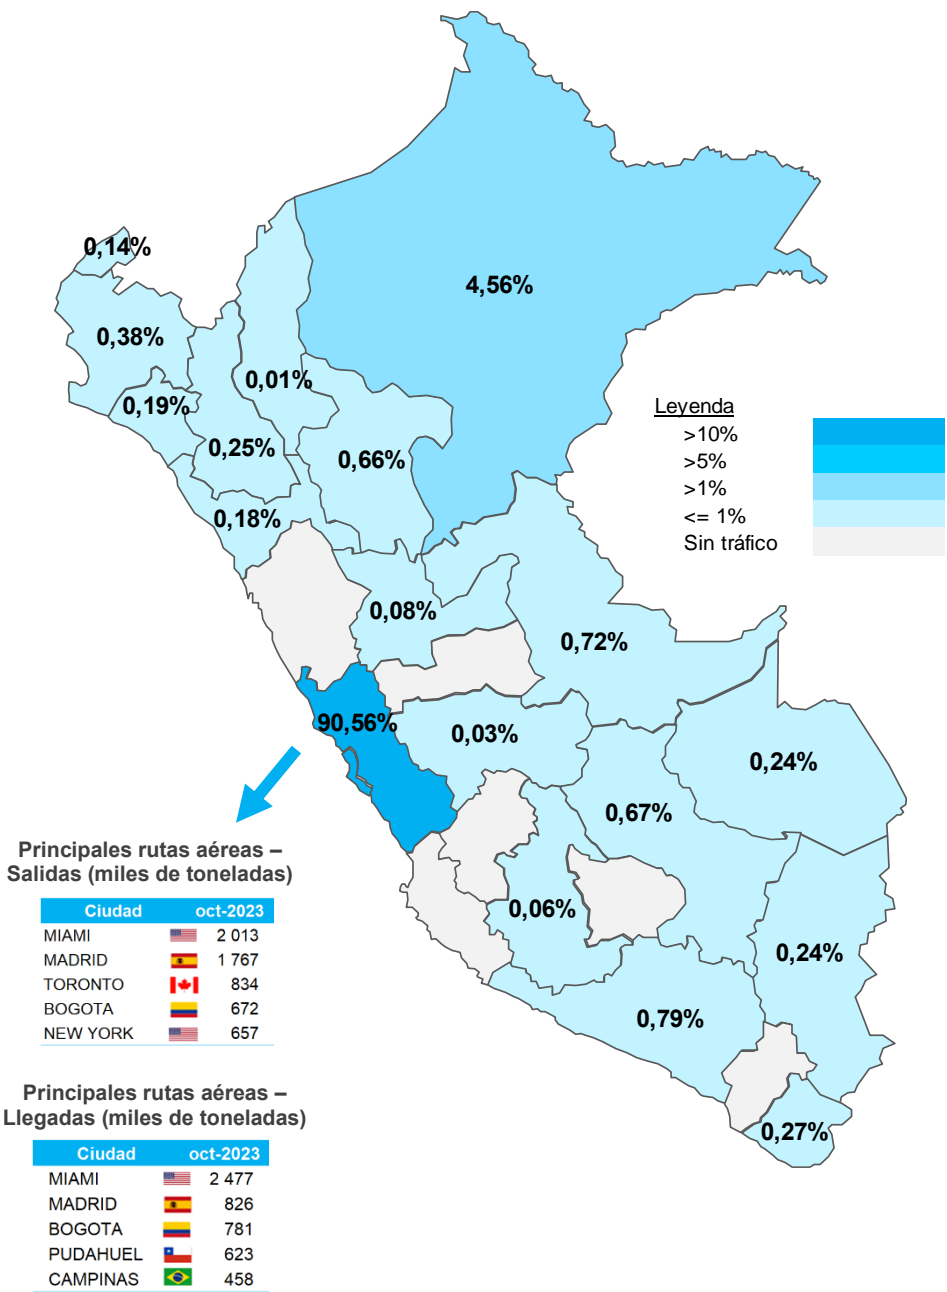 0,14%
4,56%
0,38%
0,01%
0,19%
0,25%
0,66%
0,18%
Leyenda
>10%
>5%
>1%
<= 1%
Sin tráfico
0,08%
0,72%
90,56%
0,03%
0,24%
0,67%
0,06%
0,24%
0,79%
0,27%
Principales rutas aéreas –
Salidas (miles de toneladas)
Ciudad oct-2023
MIAMI 2 013
MADRID 1 767
TORONTO 834
BOGOTA 672
NEW YORK 657
Principales rutas aéreas –
Llegadas (miles de toneladas)
Ciudad oct-2023
MIAMI 2 477
MADRID 826
BOGOTA 781
PUDAHUEL 623
CAMPINAS 458